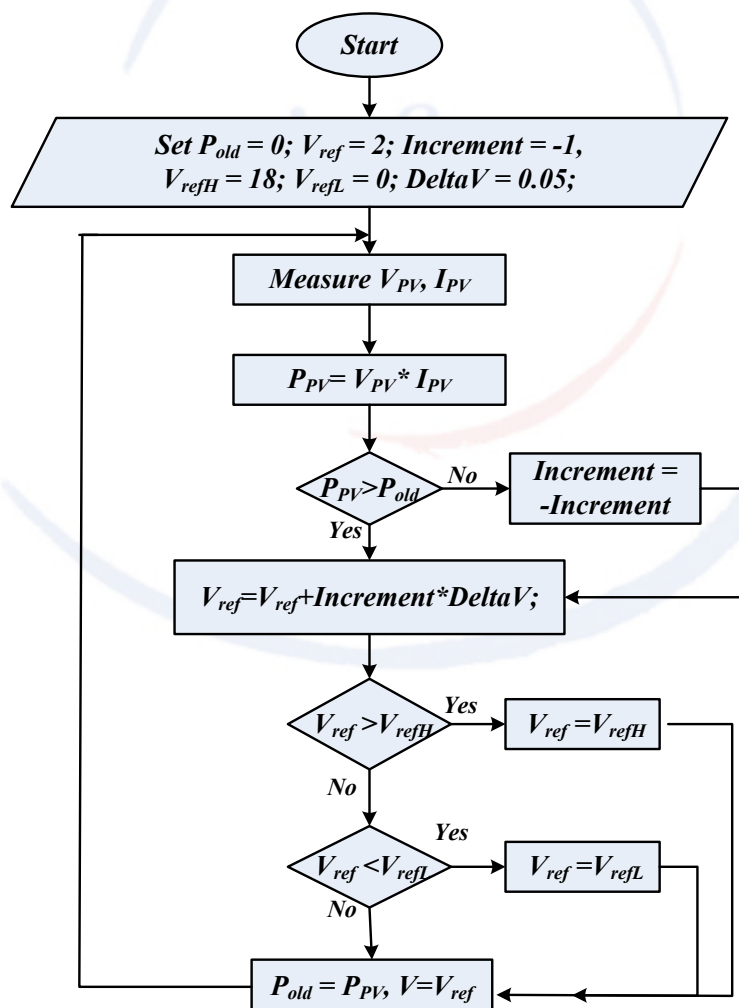 Start
Set P_old = 0; V_ref = 2; Increment = -1,
V_refH = 18; V_refL = 0; DeltaV = 0.05;
Measure V_PV, I_PV
P_PV= V_PV* I_PV
P_PV>P_old
No
Increment =
-Increment
Yes
V_ref=V_ref+Increment*DeltaV;
V_ref >V_refH
Yes
V_ref =V_refH
No
V_ref <V_refL
Yes
V_ref =V_refL
No
P_old = P_PV, V=V_ref